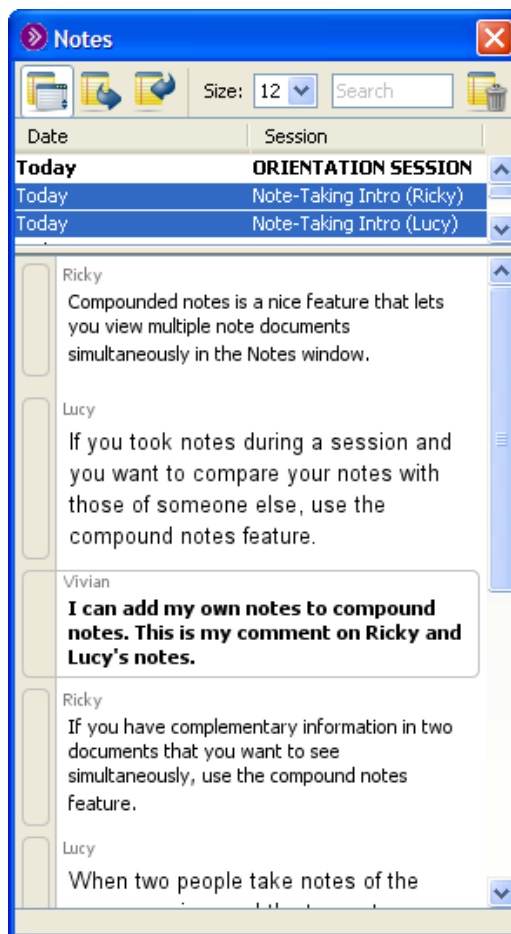 Notes
Size: 12 Search
Date Session
Today ORIENTATION SESSION
Today Note-Taking Intro (Ricky)
Today Note-Taking Intro (Lucy)
Ricky
Compounded notes is a nice feature that lets
you view multiple note documents
simultaneously in the Notes window.
Lucy
If you took notes during a session and
you want to compare your notes with
those of someone else, use the
compound notes feature.
Vivian
I can add my own notes to compound
notes. This is my comment on Ricky and
Lucy's notes.
Ricky
If you have complementary information in two
documents that you want to see
simultaneously, use the compound notes
feature.
Lucy
When two people take notes of the